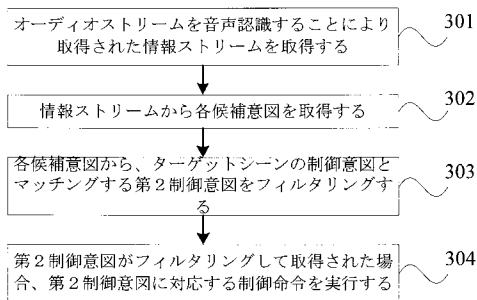 オーディオストリームを音声認識することにより
取得された情報ストリームを取得する
301
情報ストリームから各候補意図を取得する
302
各候補意図から、ターゲットシーンの制御意図と
マッチングする第2制御意図をフィルタリングす
る
303
第2制御意図がフィルタリングして取得された場
合、第2制御意図に対応する制御命令を実行する
304